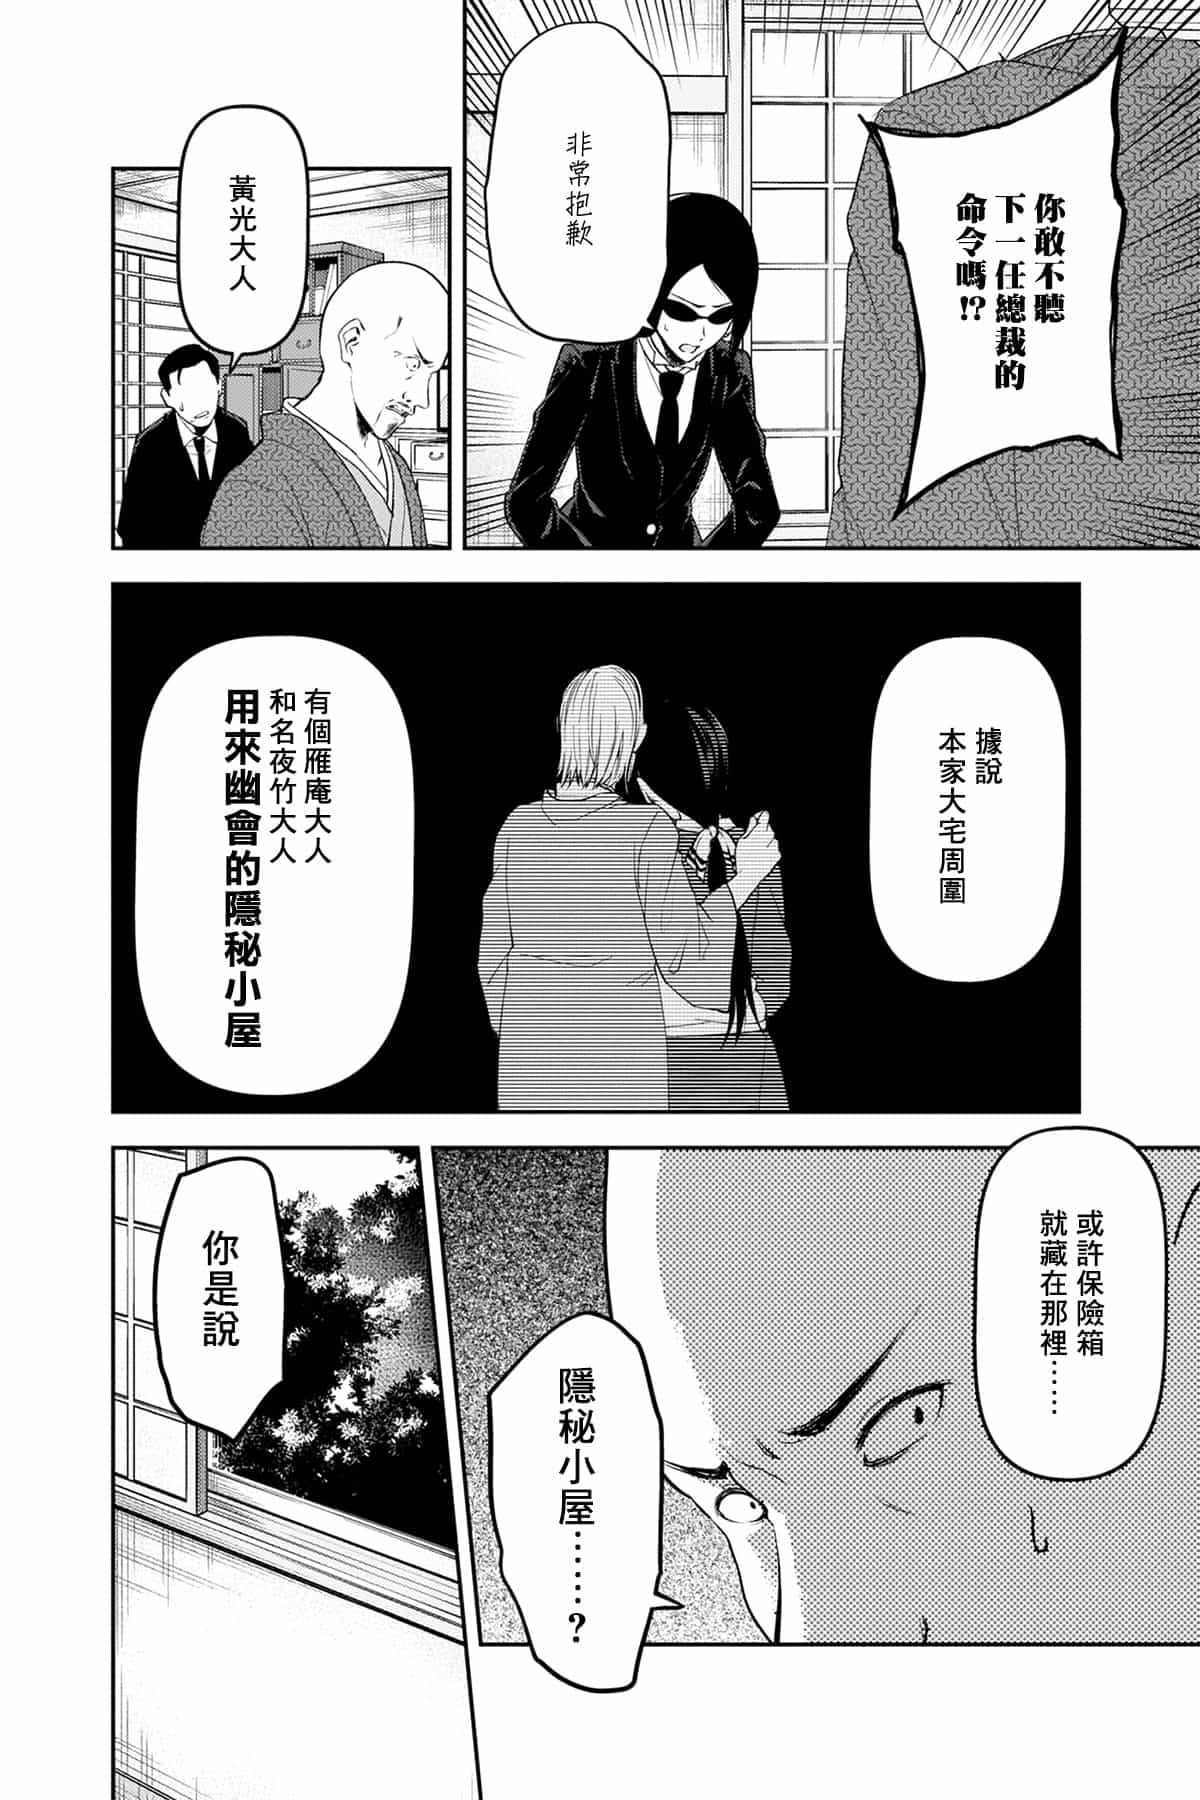 你敢不聽
下一任總裁的
命令嗎!?
非常抱歉
黃光大人
據說
本家大宅周圍
有個雁庵大人
和名夜竹大人
用來幽會的隱秘小屋
或許保險箱
就藏在那裡……
隱秘小屋……?
你是說